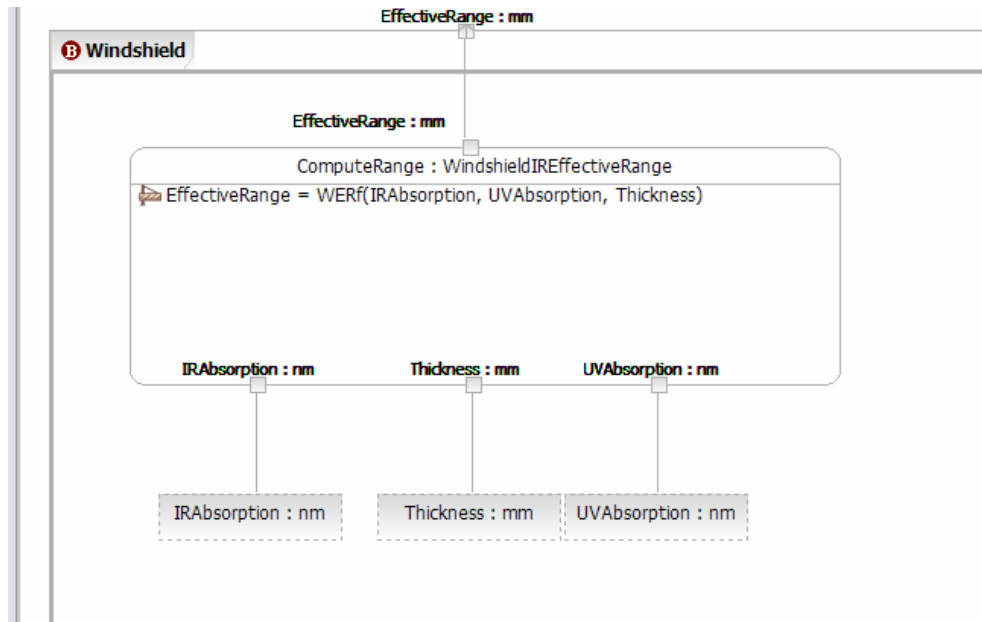 EffectiveRange : mm
B Windshield
EffectiveRange : mm
ComputeRange : WindshieldIREffectiveRange
EffectiveRange = WERf(IRAbsorption, UVAbsorption, Thickness)
IRAbsorption : nm Thickness : mm UVAbsorption : nm
IRAbsorption : nm Thickness : mm UVAbsorption : nm